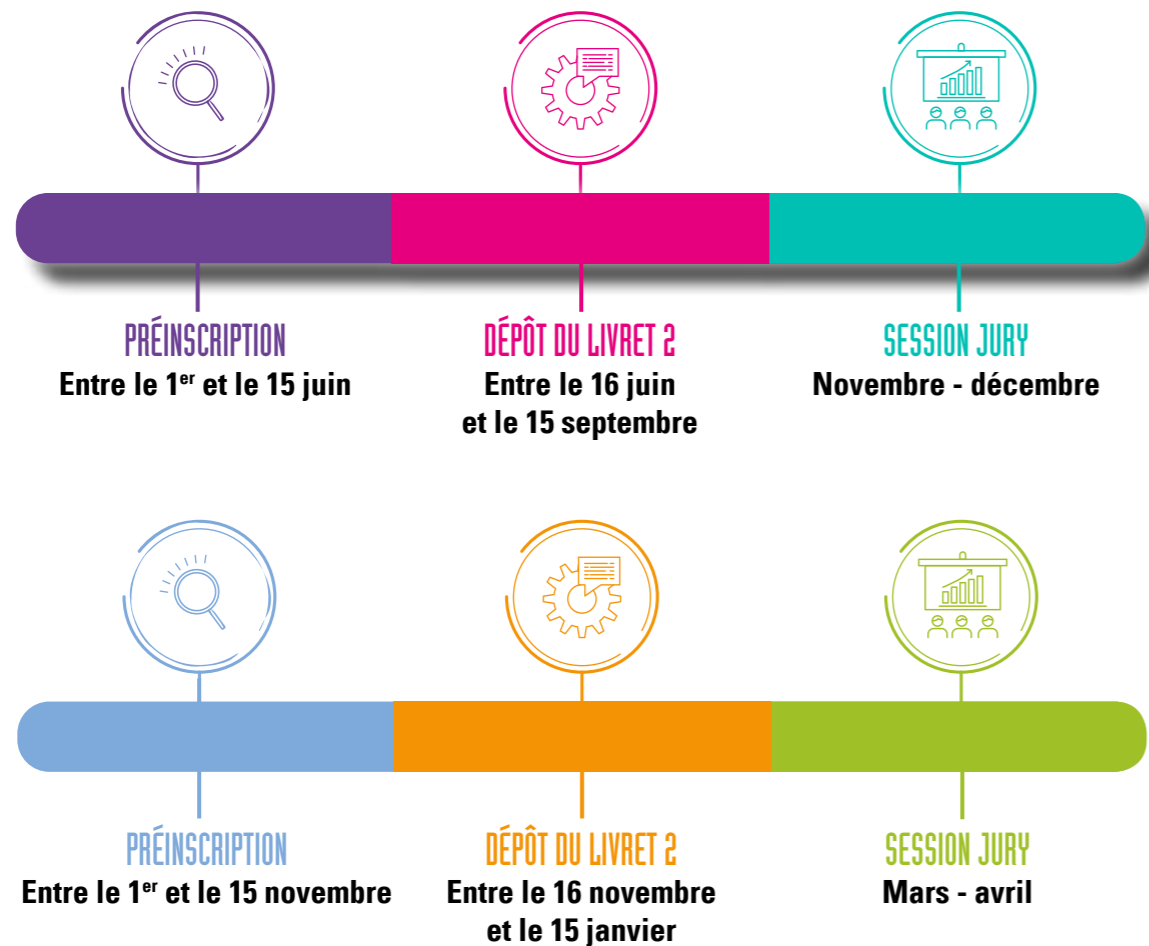 PRÉINSCRIPTION
Entre le 1er et le 15 juin
DÉPÔT DU LIVRET 2
Entre le 16 juin
et le 15 septembre
SESSION JURY
Novembre - décembre
PRÉINSCRIPTION
Entre le 1er et le 15 novembre
DÉPÔT DU LIVRET 2
Entre le 16 novembre
et le 15 janvier
SESSION JURY
Mars - avril